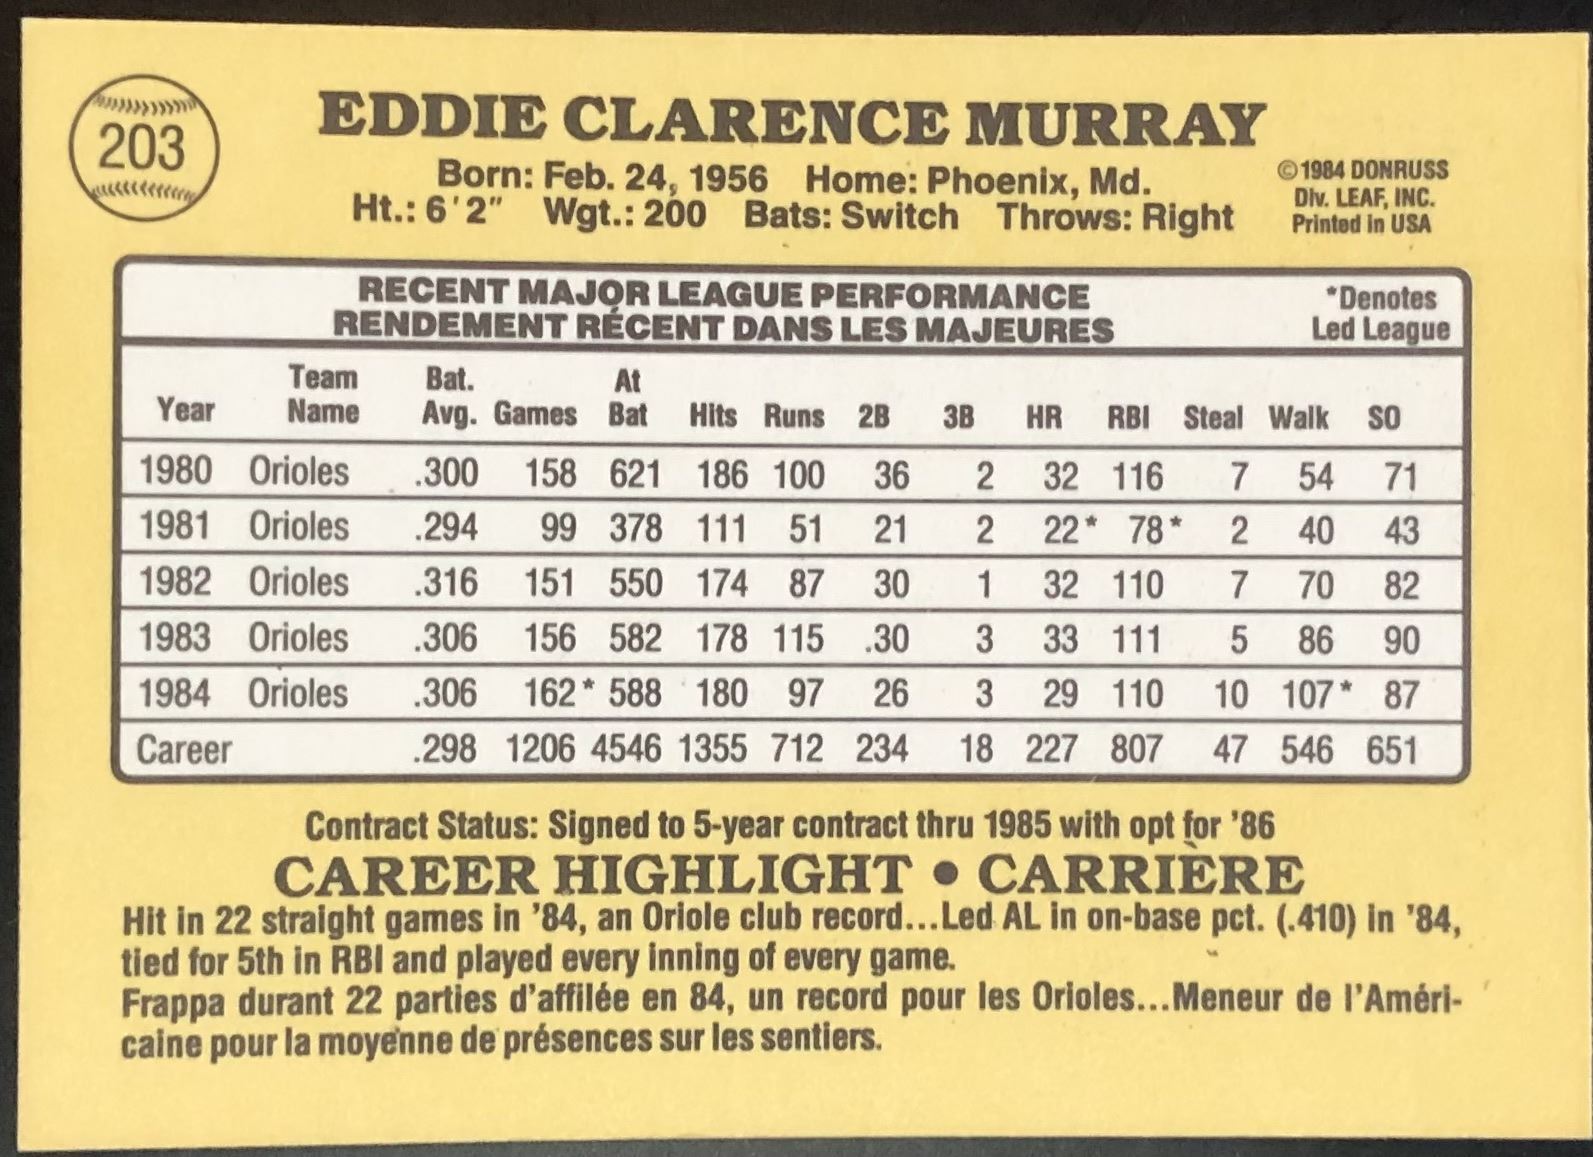 203
EDDIE CLARENCE MURRAY
Born: Feb. 24, 1956 Home: Phoenix, Md.
Ht.: 6'2" Wgt.: 200 Bats: Switch Throws: Right
©1984 DONRUSS
Div. LEAF, INC.
Printed in USA
RECENT MAJOR LEAGUE PERFORMANCE
RENDEMENT RÉCENT DANS LES MAJEURES
*Denotes
Led League
Year Team Name Bat. Avg. Games At Bat Hits Runs 2B 3B HR RBI Steal Walk SO
1980 Orioles .300 158 621 186 100 36 2 32 116 7 54 71
1981 Orioles .294 99 378 111 51 21 2 22* 78* 2 40 43
1982 Orioles .316 151 550 174 87 30 1 32 110 7 70 82
1983 Orioles .306 156 582 178 115 .30 3 33 111 5 86 90
1984 Orioles .306 162* 588 180 97 26 3 29 110 10 107* 87
Career .298 1206 4546 1355 712 234 18 227 807 47 546 651
Contract Status: Signed to 5-year contract thru 1985 with opt for '86
CAREER HIGHLIGHT • CARRIÈRE
Hit in 22 straight games in '84, an Oriole club record...Led AL in on-base pct. (.410) in '84,
tied for 5th in RBI and played every inning of every game.
Frappa durant 22 parties d'affilée en 84, un record pour les Orioles...Meneur de l'Améri-
caine pour la moyenne de présences sur les sentiers.